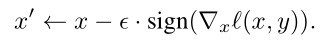 x′ ← x − ϵ · sign(∇ₓℓ(x, y)).